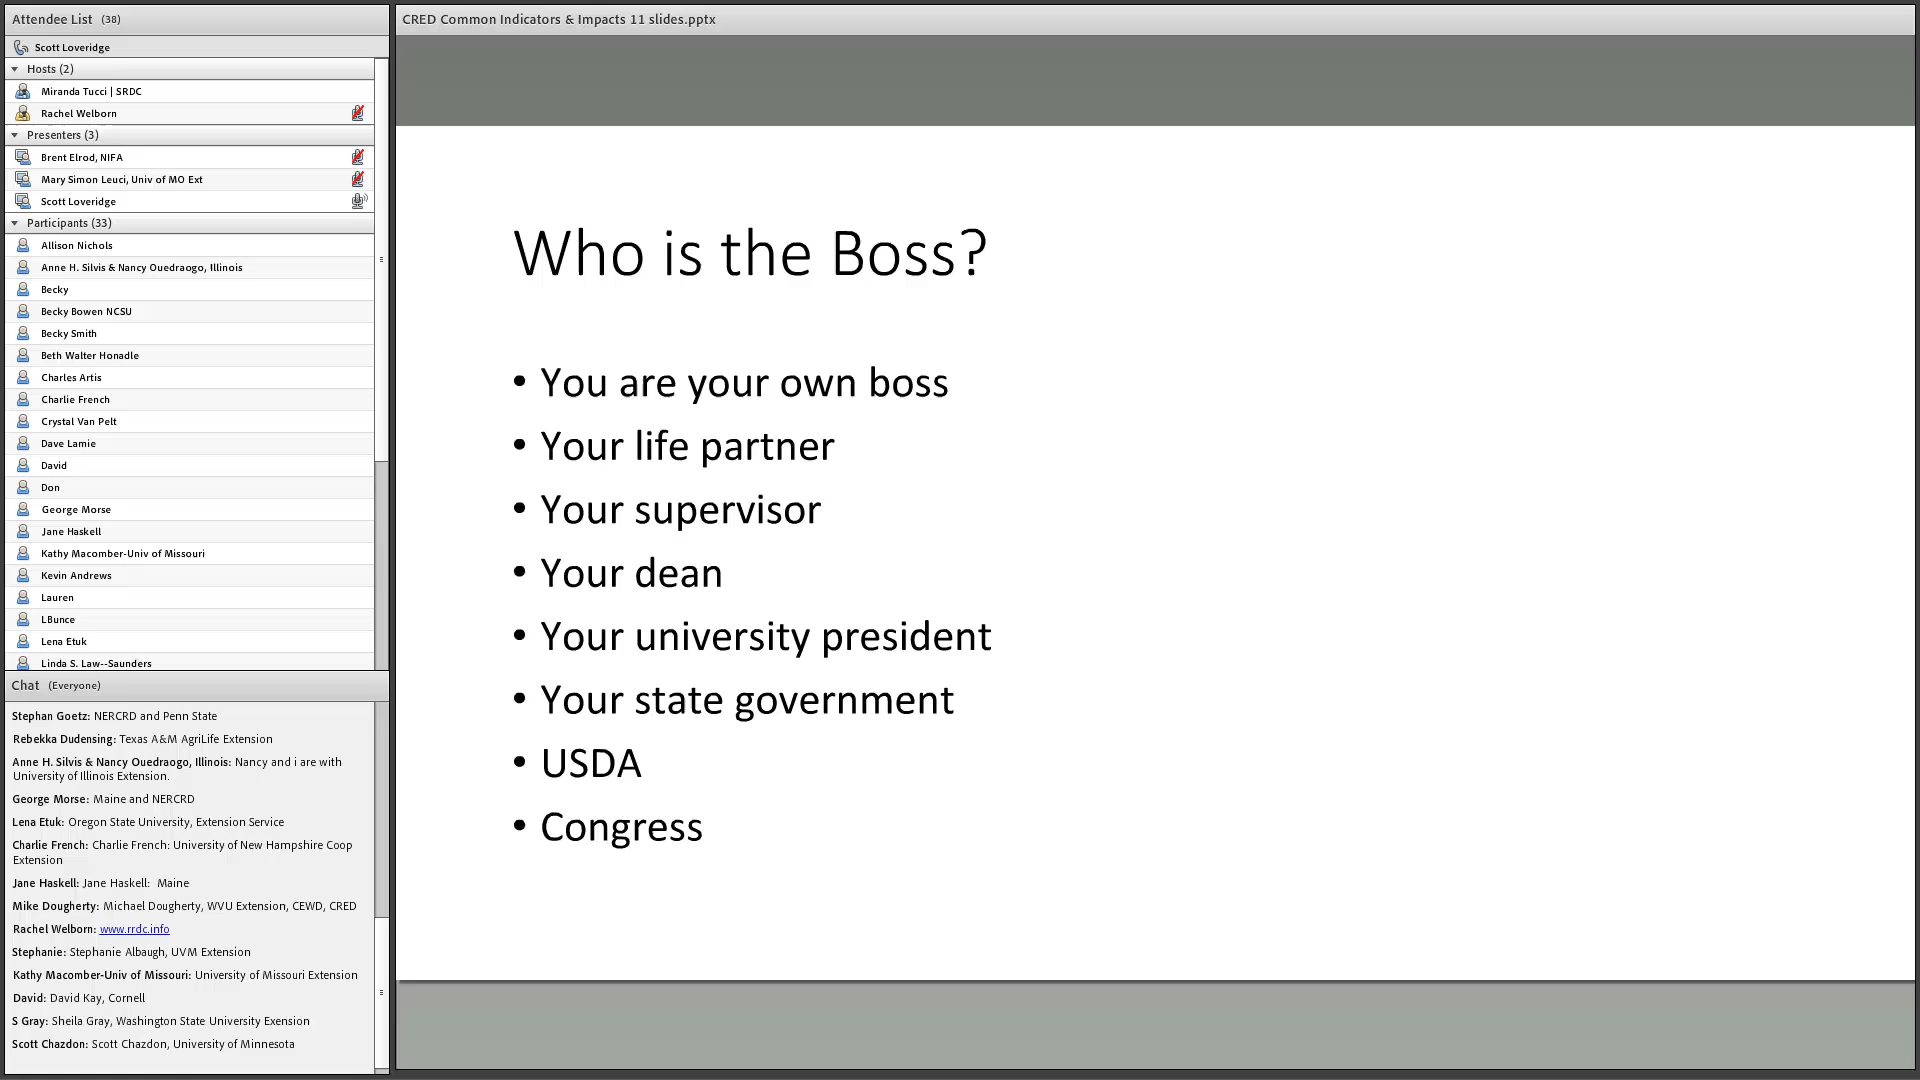 Attendee List (38)
Scott Loveridge
Hosts (2)
Miranda Tucci | SRDC
Rachel Welborn
Presenters (3)
Brent Elrod, NIFA
Mary Simon Leuci, Univ of MO Ext
Scott Loveridge
Participants (33)
Allison Nichols
Anne H. Silvis & Nancy Ouedraogo, Illinois
Becky
Becky Bowen NCSU
Becky Smith
Beth Walter Honadle
Charles Artis
Charlie French
Crystal Van Pelt
Dave Lamie
David
Don
George Morse
Jane Haskell
Kathy Macomber-Univ of Missouri
Kevin Andrews
Lauren
LBunce
Lena Etuk
Linda S. Law--Saunders
Chat (Everyone)
Stephan Goetz: NERCRD and Penn State
Rebekka Dudensing: Texas A&M AgriLife Extension
Anne H. Silvis & Nancy Ouedraogo, Illinois: Nancy and i are with
University of Illinois Extension.
George Morse: Maine and NERCRD
Lena Etuk: Oregon State University, Extension Service
Charlie French: Charlie French: University of New Hampshire Coop
Extension
Jane Haskell: Jane Haskell: Maine
Mike Dougherty: Michael Dougherty, WVU Extension, CEWD, CRED
Rachel Welborn: www.rrdc.info
Stephanie: Stephanie Albaugh, UVM Extension
Kathy Macomber-Univ of Missouri: University of Missouri Extension
David: David Kay, Cornell
S Gray: Sheila Gray, Washington State University Exension
Scott Chazdon: Scott Chazdon, University of Minnesota
CRED Common Indicators & Impacts 11 slides.pptx
Who is the Boss?
• You are your own boss
• Your life partner
• Your supervisor
• Your dean
• Your university president
• Your state government
• USDA
• Congress